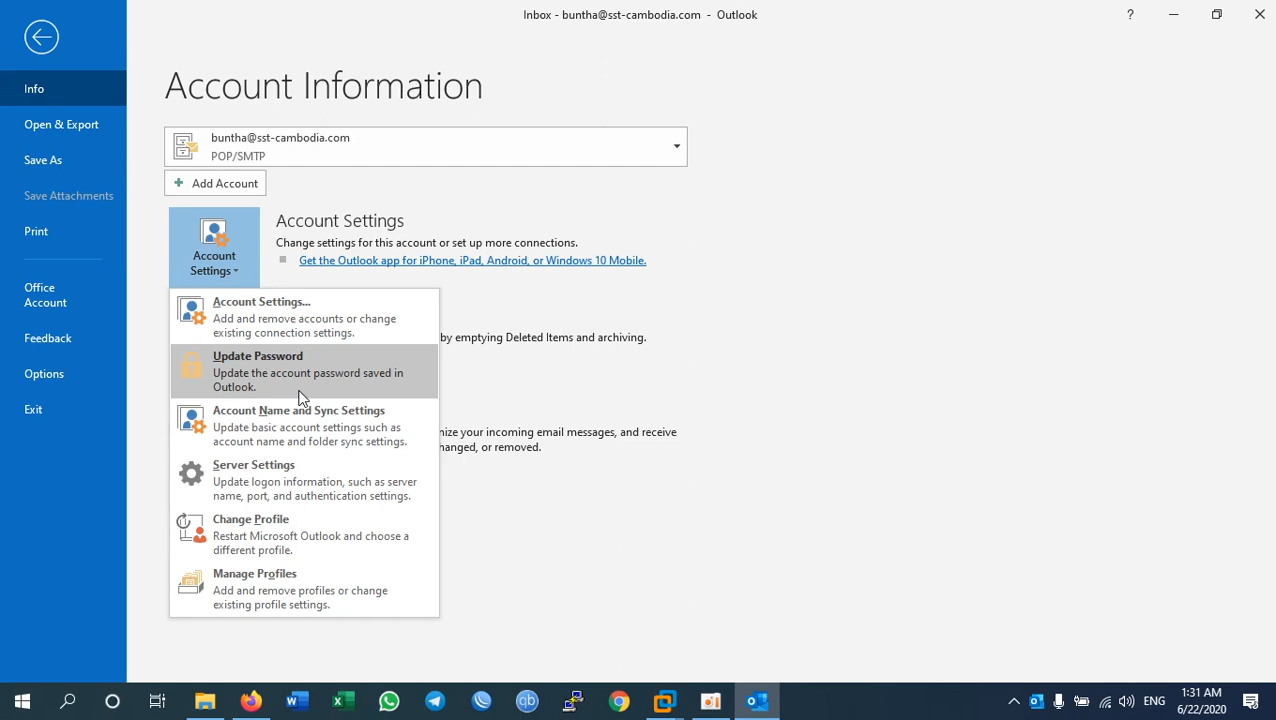 Inbox - buntha@sst-cambodia.com - Outlook
?
Account Information
Info
Open & Export
Save As
Save Attachments
Print
Office
Account
Feedback
Options
Exit
buntha@sst-cambodia.com
POP/SMTP
Add Account
Account
Settings
Account Settings
Change settings for this account or set up more connections.
Get the Outlook app for iPhone, iPad, Android, or Windows 10 Mobile.
by emptying Deleted Items and archiving.
nize your incoming email messages, and receive
hanged, or removed.
Account Settings...
Add and remove accounts or change
existing connection settings.
Update Password
Update the account password saved in
Outlook.
Account Name and Sync Settings
Update basic account settings such as
account name and folder sync settings.
Server Settings
Update logon information, such as server
name, port, and authentication settings.
Change Profile
Restart Microsoft Outlook and choose a
different profile.
Manage Profiles
Add and remove profiles or change
existing profile settings.
ENG
1:31 AM
6/22/2020